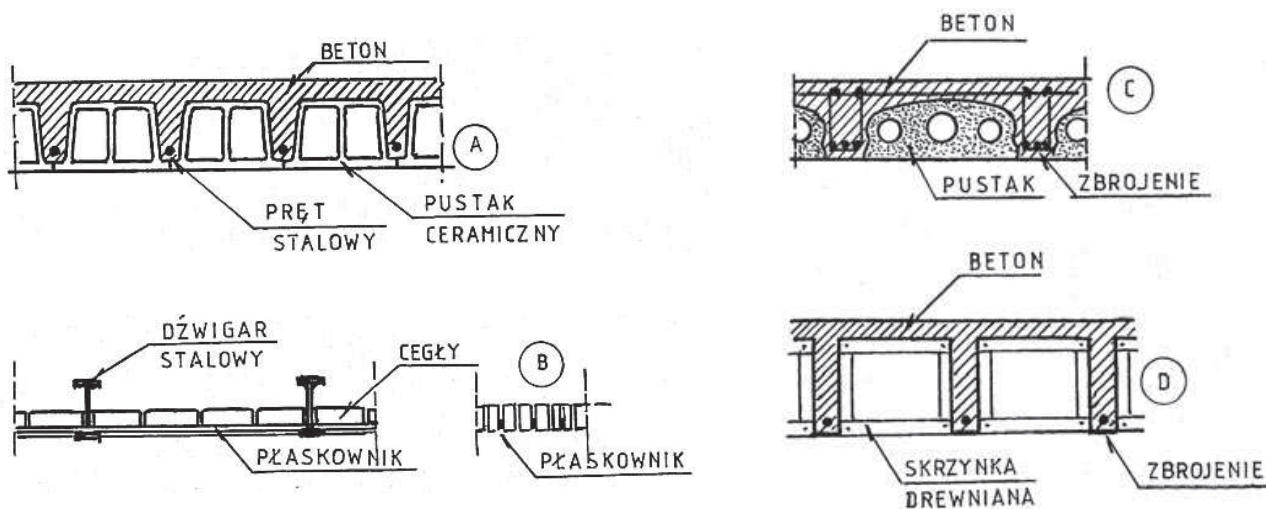 BETON
A
PRĘT
STALOWY
PUSTAK
CERAMICZNY
BETON
C
PUSTAK
ZBROJENIE
DŹWIGAR
STALOWY
CEGŁY
B
PŁASKOWNIK
PŁASKOWNIK
BETON
D
SKRZYNKA
DREWNIANA
ZBROJENIE